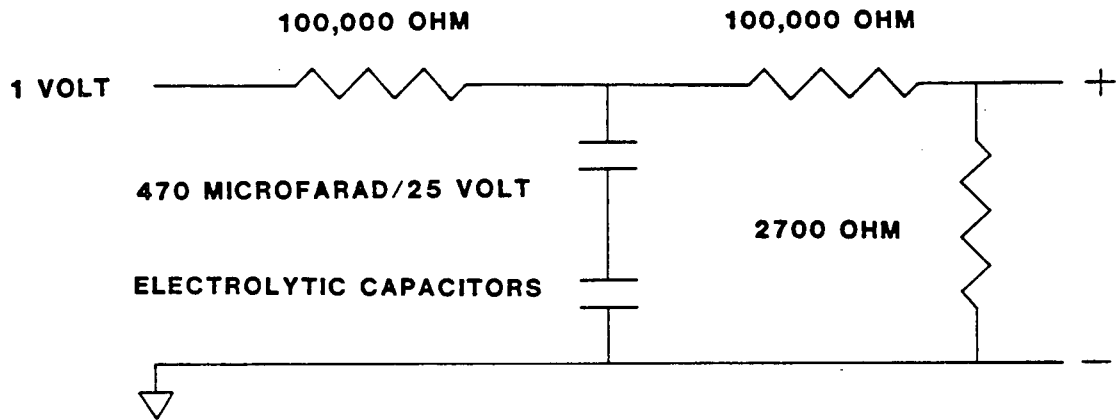 100,000 OHM
100,000 OHM
1 VOLT
+
470 MICROFARAD/25 VOLT
2700 OHM
ELECTROLYTIC CAPACITORS
−